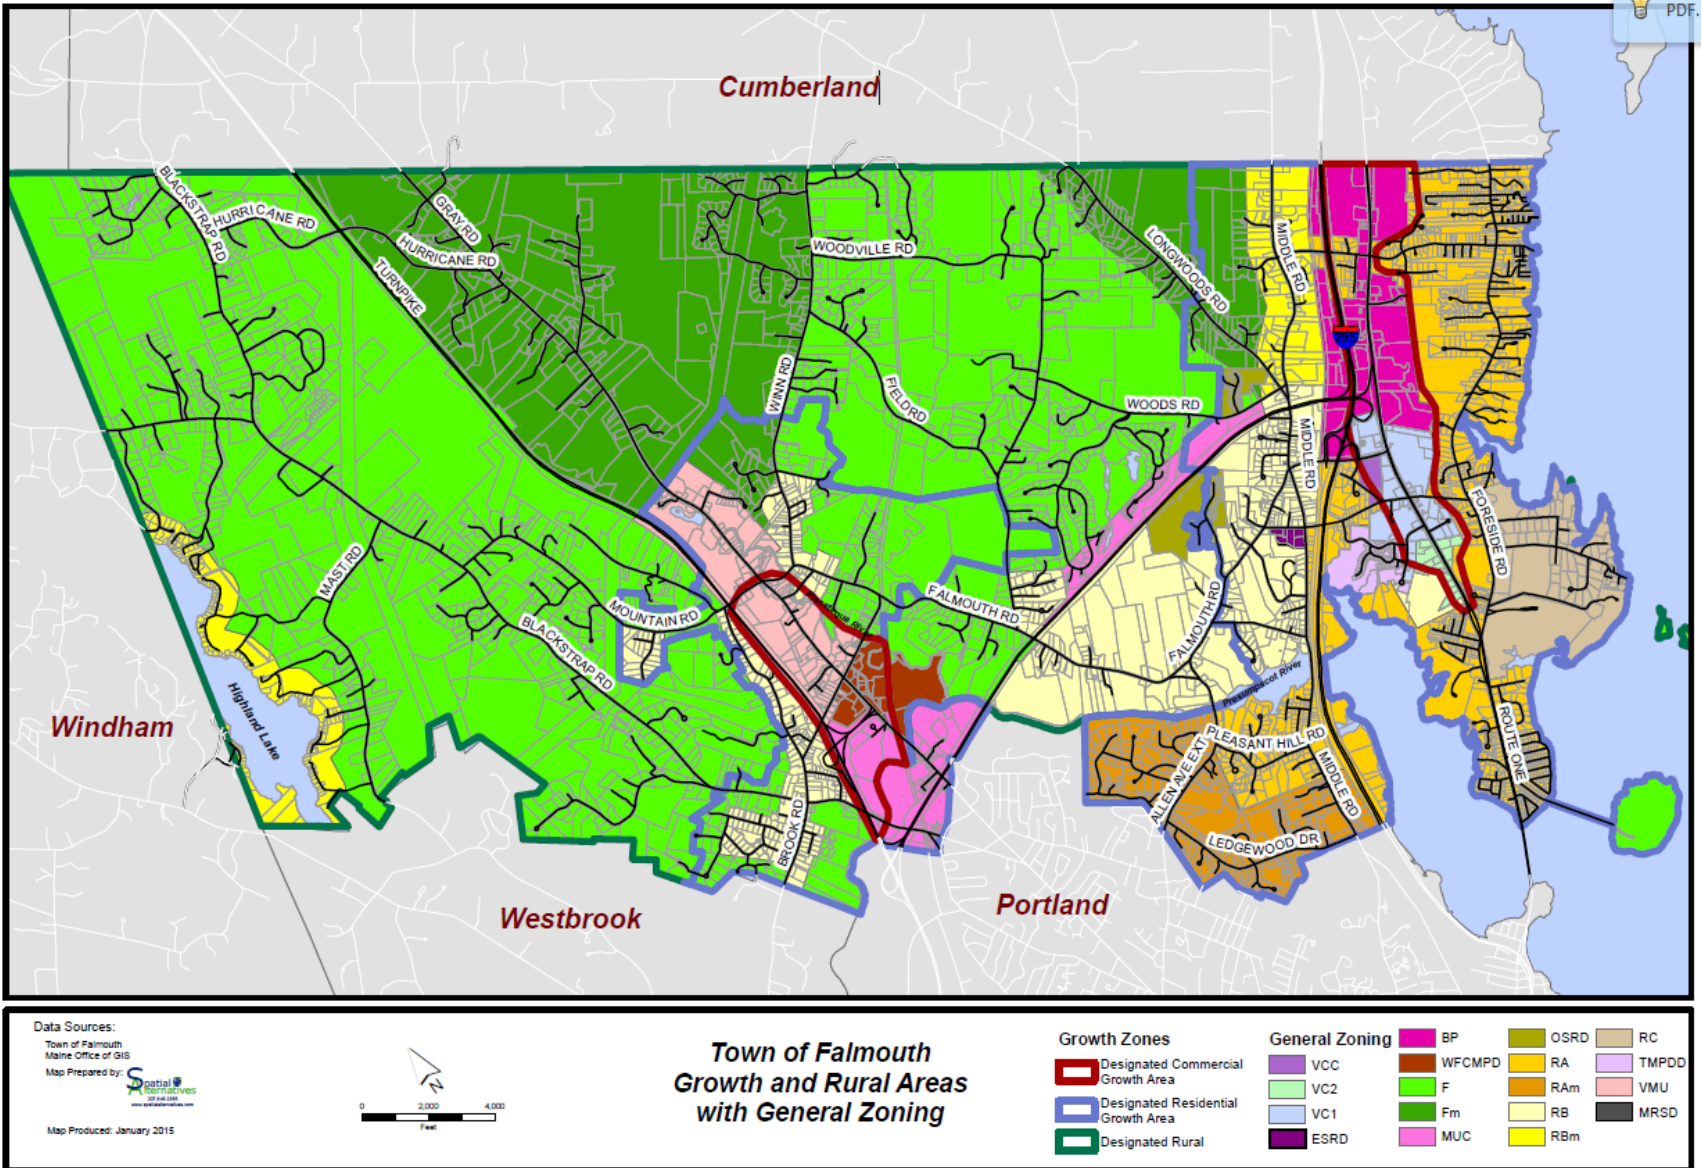 PDF.
Cumberland
BLACKSTRAP RD
HURRICANE RD
GRAY RD
HURRICANE RD
TURNPIKE
WOODVILLE RD
LONGWOODS RD
MIDDLE RD
295
WINN RD
FIELD RD
WOODS RD
MIDDLE RD
FORESIDE RD
MAST RD
MOUNTAIN RD
BLACKSTRAP RD
FALMOUTH RD
FALMOUTH RD
Presumpscot River
Highland Lake
Windham
PLEASANT HILL RD
ALLEN AVE EXT
MIDDLE RD
ROUTE ONE
BROOK RD
LEDGEWOOD DR
Westbrook
Portland
Data Sources:
Town of Falmouth
Maine Office of GIS
Map Prepared by:
Spatial
Alternatives
Map Produced: January 2015
N
0 2,000 4,000
Feet
Town of Falmouth
Growth and Rural Areas
with General Zoning
Growth Zones
Designated Commercial
Growth Area
Designated Residential
Growth Area
Designated Rural
General Zoning
VCC
VC2
VC1
ESRD
BP
WFCMPD
F
Fm
MUC
OSRD
RA
RAm
RB
RBm
RC
TMPDD
VMU
MRSD